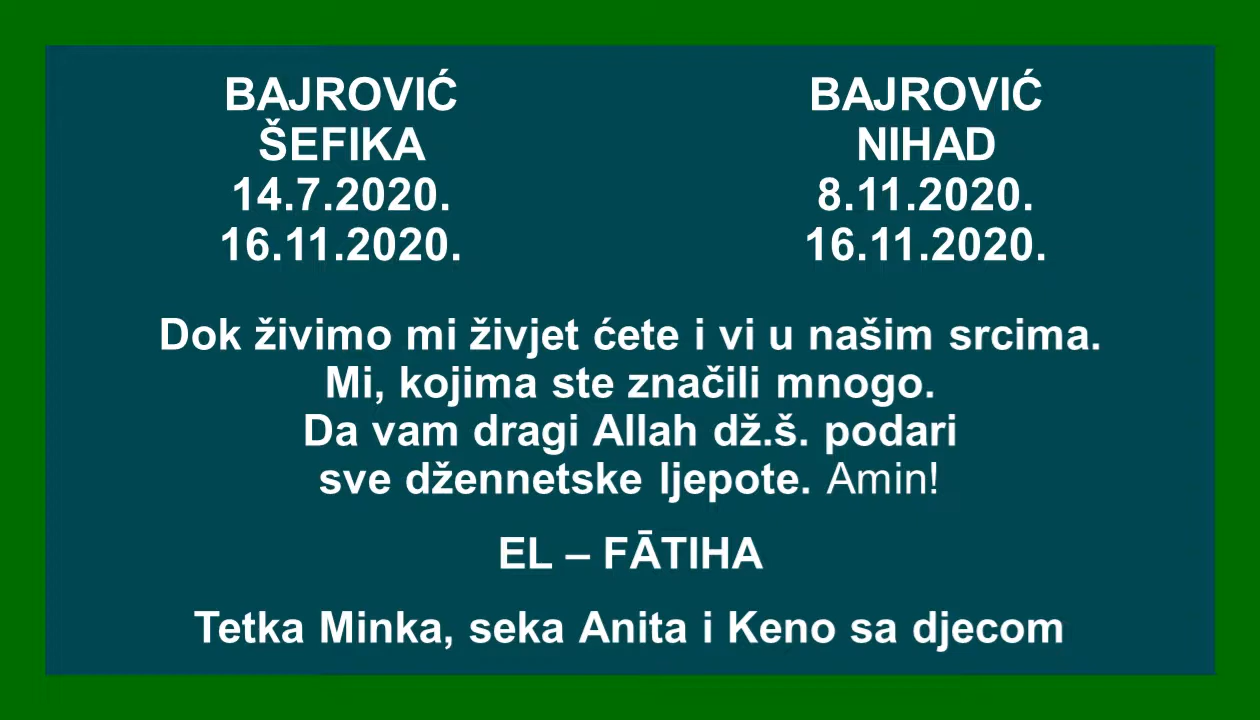 BAJROVIĆ
ŠEFIKA
14.7.2020.
16.11.2020.
BAJROVIĆ
NIHAD
8.11.2020.
16.11.2020.
Dok živimo mi živjet ćete i vi u našim srcima.
Mi, kojima ste značili mnogo.
Da vam dragi Allah dž.š. podari
sve džennetske ljepote. Amin!
EL – FĀTIHA
Tetka Minka, seka Anita i Keno sa djecom